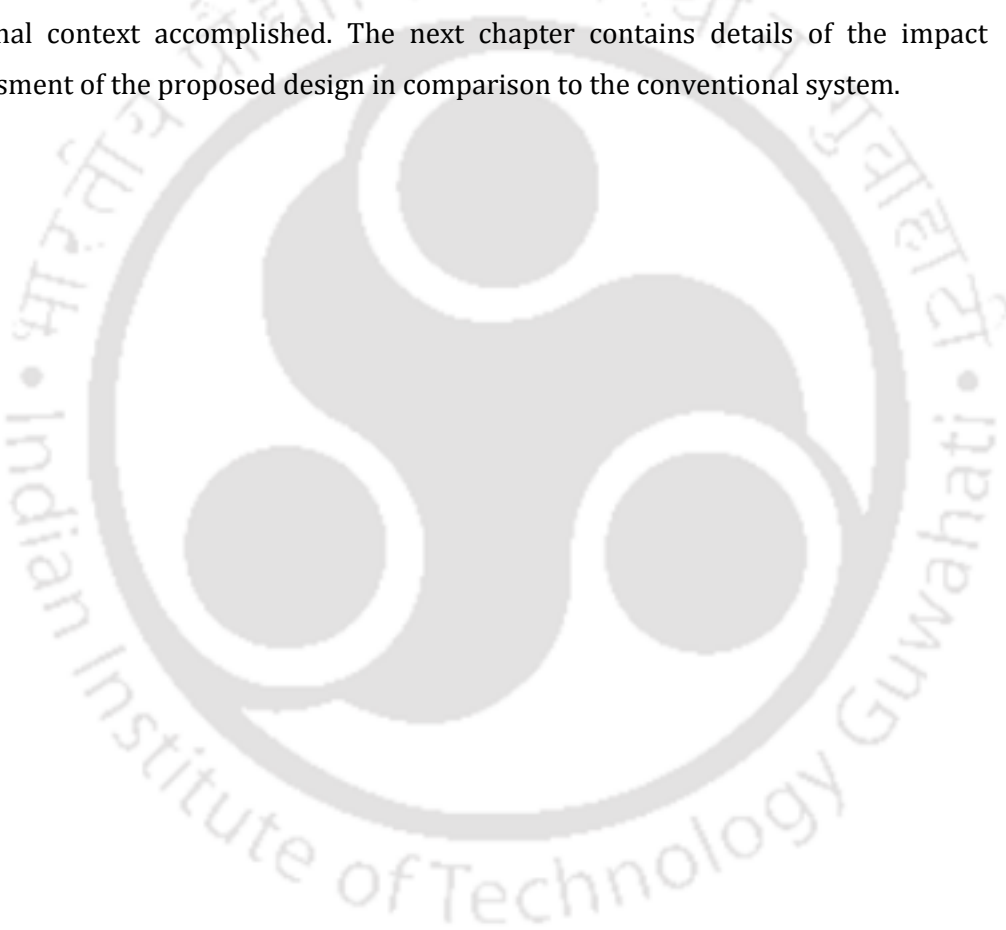 nal context accomplished. The next chapter contains details of the impact
sment of the proposed design in comparison to the conventional system.
भारतीय
गुवाहाटी
• Indian Institute of Technology Guwahati •